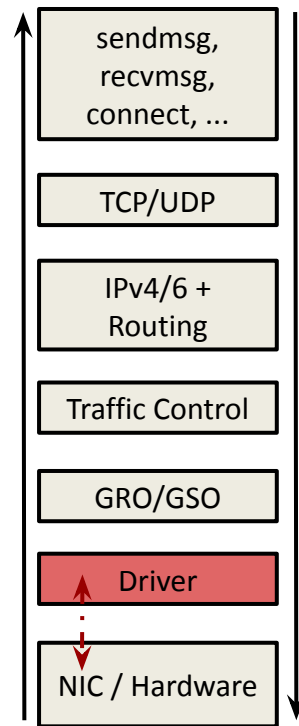 sendmsg,
recvmsg,
connect, ...
TCP/UDP
IPv4/6 +
Routing
Traffic Control
GRO/GSO
Driver
NIC / Hardware